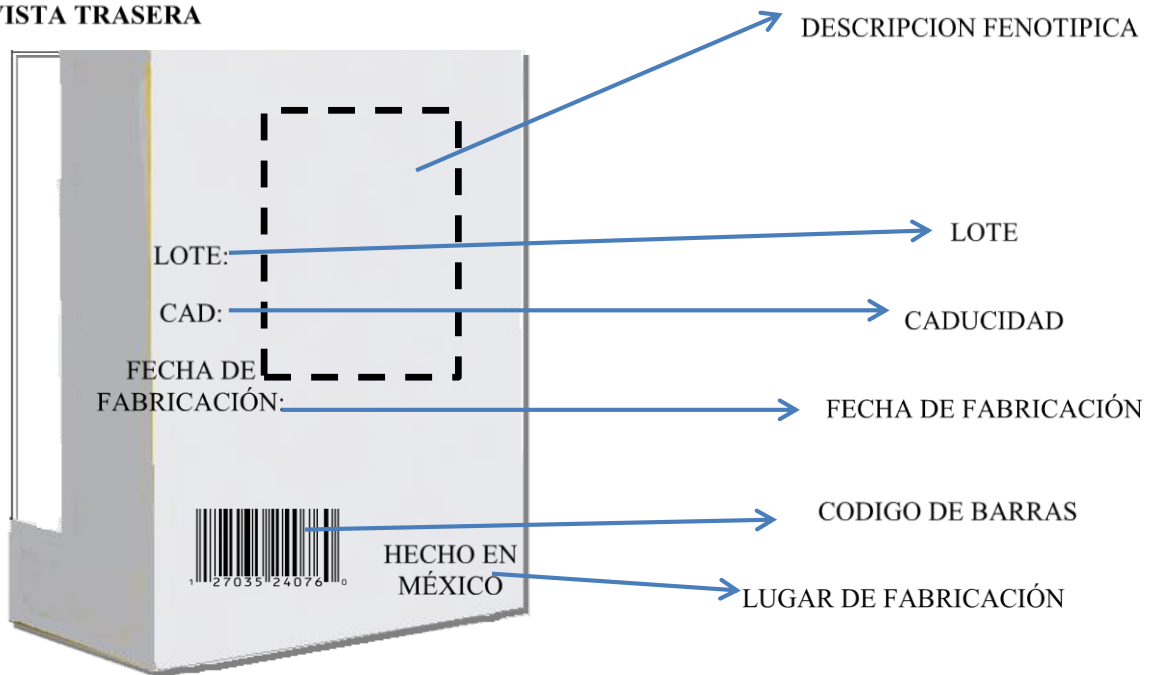 VISTA TRASERA
DESCRIPCION FENOTIPICA
LOTE:
LOTE
CAD:
CADUCIDAD
FECHA DE
FABRICACIÓN:
FECHA DE FABRICACIÓN
CODIGO DE BARRAS
1 27035 24076 0
HECHO EN
MÉXICO
LUGAR DE FABRICACIÓN